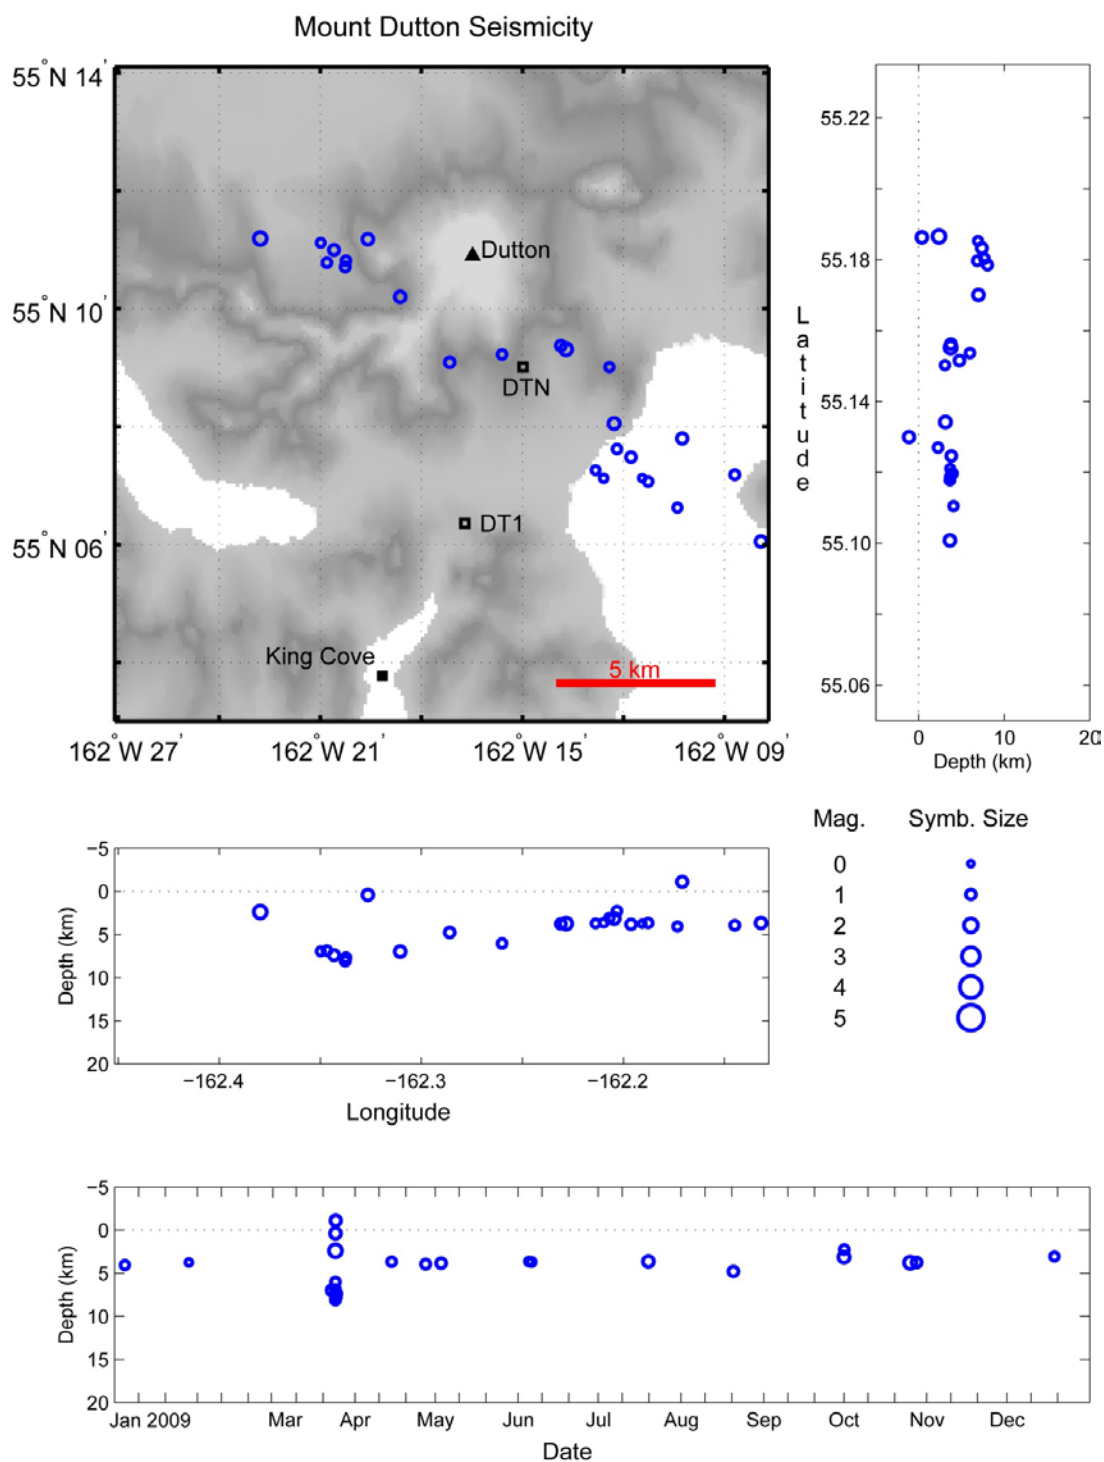 Mount Dutton Seismicity
55°N 14'
55°N 10'
55°N 06'
Dutton
DTN
DT1
King Cove
5 km
162°W 27'
162°W 21'
162°W 15'
162°W 09'
55.22
55.18
55.14
55.10
55.06
Latitude
0
10
20
Depth (km)
Mag.
Symb. Size
0
1
2
3
4
5
−5
0
5
10
15
20
Depth (km)
−162.4
−162.3
−162.2
Longitude
−5
0
5
10
15
20
Depth (km)
Jan 2009
Mar
Apr
May
Jun
Jul
Aug
Sep
Oct
Nov
Dec
Date